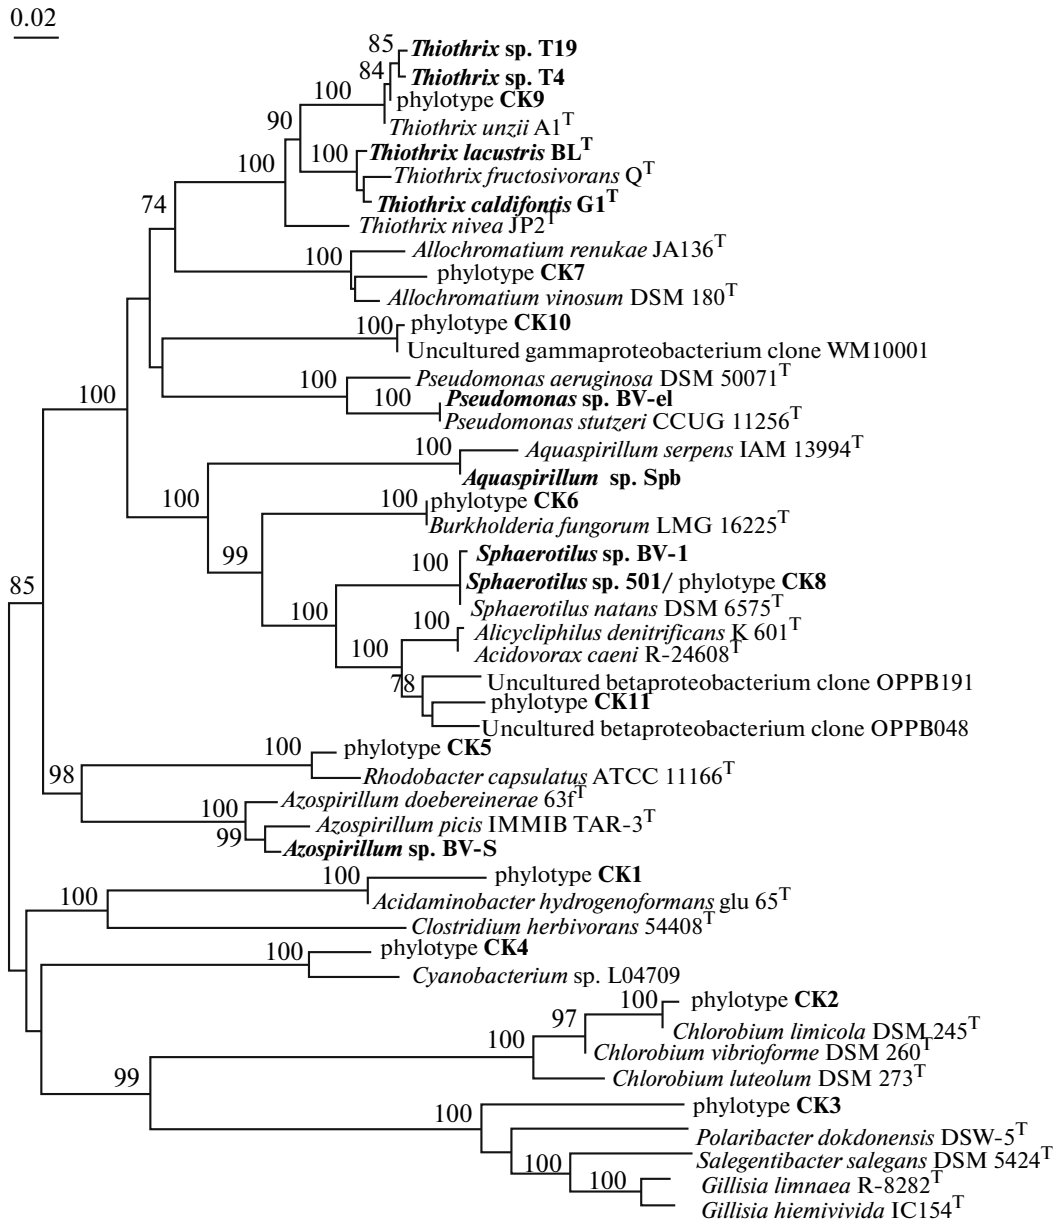 0.02
85
Thiothrix sp. T19
84
Thiothrix sp. T4
100
phylotype CK9
90
Thiothrix unzii A1T
100
Thiothrix lacustris BLT
100
Thiothrix fructosivorans QT
74
Thiothrix caldifontis G1T
Thiothrix nivea JP2T
100
Allochromatium renukae JA136T
phylotype CK7
Allochromatium vinosum DSM 180T
100
phylotype CK10
Uncultured gammaproteobacterium clone WM10001
100
Pseudomonas aeruginosa DSM 50071T
100
100
Pseudomonas sp. BV-el
Pseudomonas stutzeri CCUG 11256T
100
Aquaspirillum serpens IAM 13994T
Aquaspirillum sp. Spb
100
100
phylotype CK6
Burkholderia fungorum LMG 16225T
99
Sphaerotilus sp. BV-1
100
85
Sphaerotilus sp. 501/ phylotype CK8
100
Sphaerotilus natans DSM 6575T
100
Alicycliphilus denitrificans K 601T
100
Acidovorax caeni R-24608T
78
Uncultured betaproteobacterium clone OPPB191
phylotype CK11
Uncultured betaproteobacterium clone OPPB048
100
phylotype CK5
98
Rhodobacter capsulatus ATCC 11166T
100
Azospirillum doebereinerae 63fT
Azospirillum picis IMMIB TAR-3T
99
Azospirillum sp. BV-S
100
phylotype CK1
100
Acidaminobacter hydrogenoformans glu 65T
Clostridium herbivorans 54408T
100
phylotype CK4
Cyanobacterium sp. L04709
100
phylotype CK2
97
Chlorobium limicola DSM 245T
100
Chlorobium vibrioforme DSM 260T
99
Chlorobium luteolum DSM 273T
100
phylotype CK3
Polaribacter dokdonensis DSW-5T
100
Salegentibacter salegans DSM 5424T
100
Gillisia limnaea R-8282T
Gillisia hiemivivida IC154T